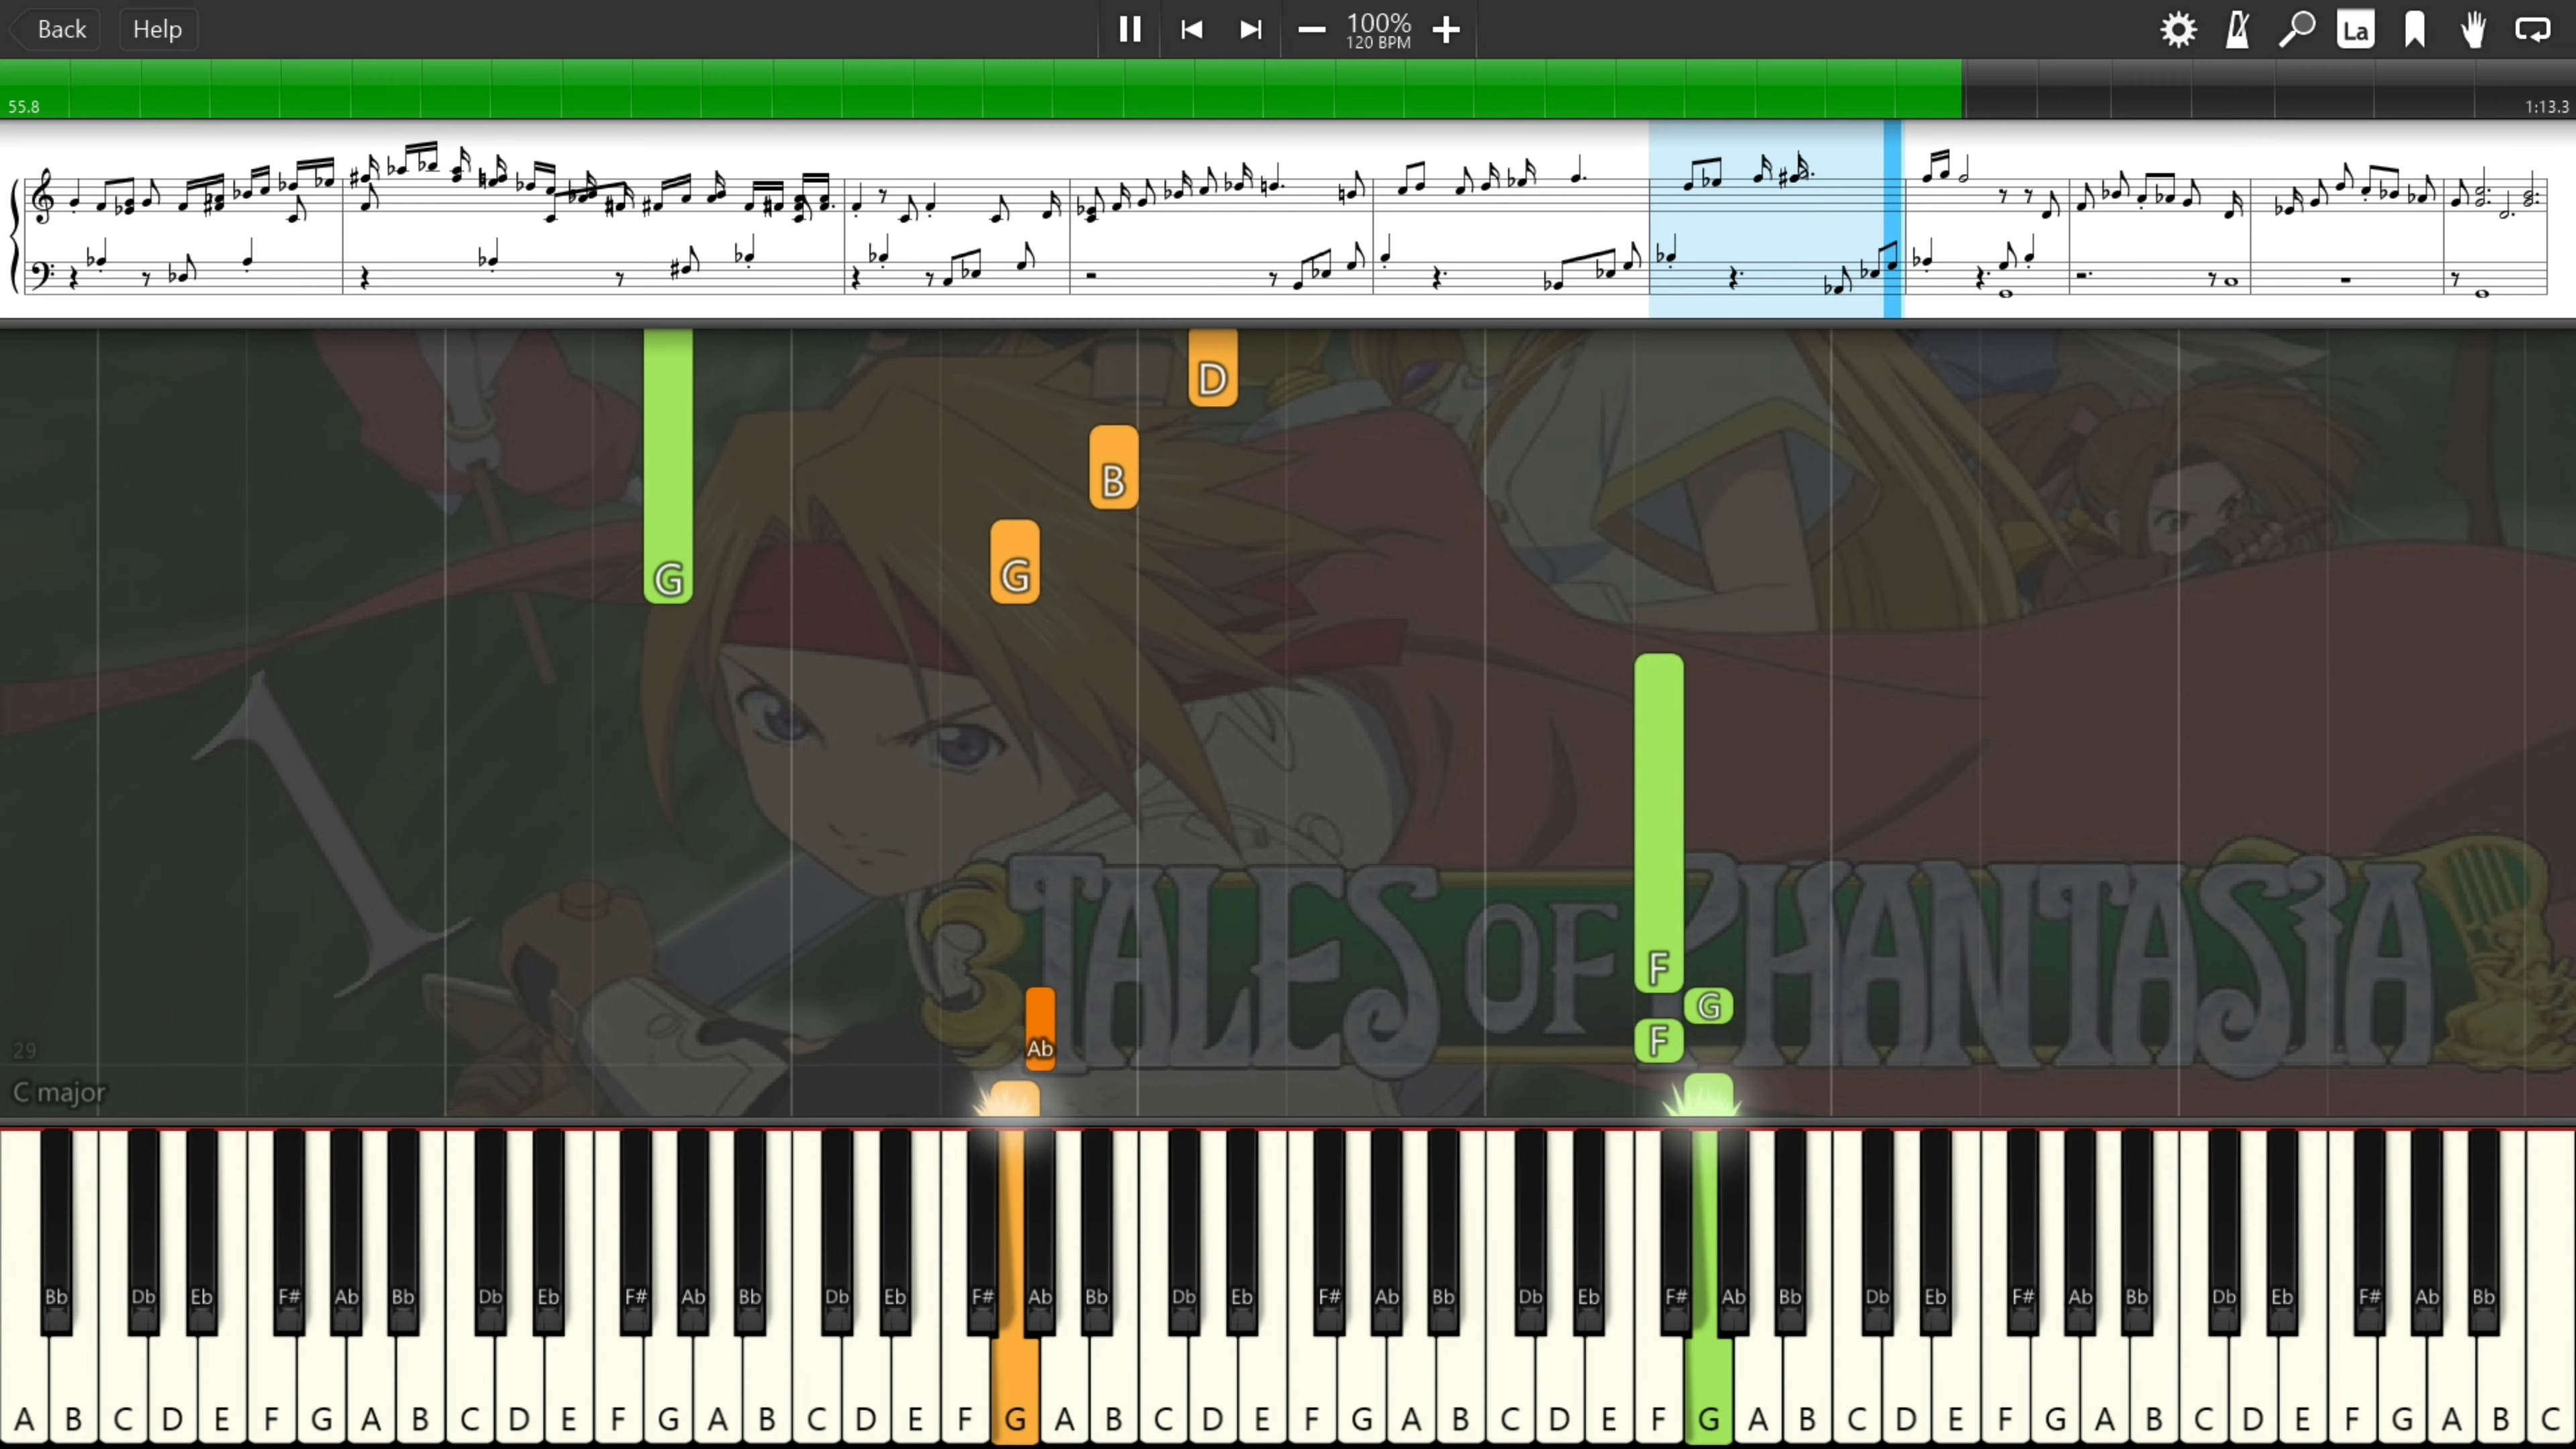 Back Help 100% La
120 BPM
55.8 1:13.3
D
B
G G
F
G
F
Ab
29
C major
TALES OF PHANTASIA
Bb Db Eb F# Ab Bb Db Eb F# Ab Bb Db Eb F# Ab Bb Db Eb F# Ab Bb Db Eb F# Ab Bb Db Eb F# Ab Bb Db Eb F# Ab Bb
A B C D E F G A B C D E F G A B C D E F G A B C D E F G A B C D E F G A B C D E F G A B C D E F G A B C